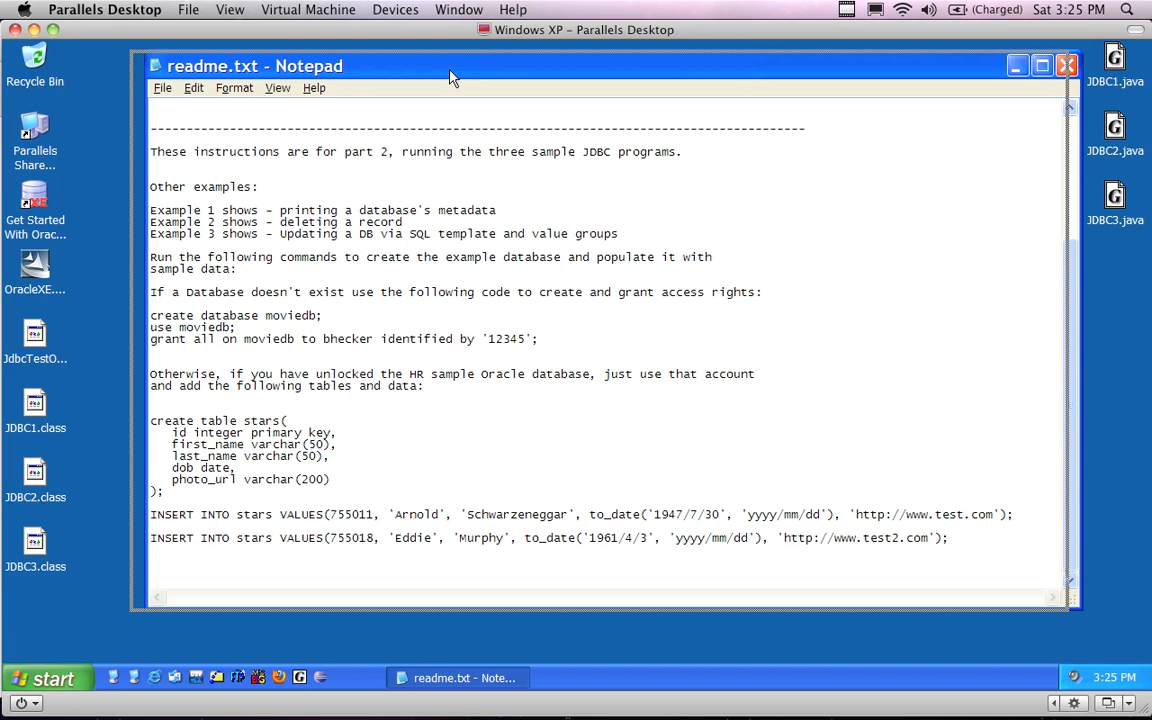 Parallels Desktop File View Virtual Machine Devices Window Help (Charged) Sat 3:25 PM
Windows XP – Parallels Desktop
readme.txt - Notepad
File Edit Format View Help
--------------------------------------------------------------------------------------------
These instructions are for part 2, running the three sample JDBC programs.
Other examples:
Example 1 shows - printing a database's metadata
Example 2 shows - deleting a record
Example 3 shows - Updating a DB via SQL template and value groups
Run the following commands to create the example database and populate it with
sample data:
If a Database doesn't exist use the following code to create and grant access rights:
create database moviedb;
use moviedb;
grant all on moviedb to bhecker identified by '12345';
Otherwise, if you have unlocked the HR sample Oracle database, just use that account
and add the following tables and data:
create table stars(
id integer primary key,
first_name varchar(50),
last_name varchar(50),
dob date,
photo_url varchar(200)
);
INSERT INTO stars VALUES(755011, 'Arnold', 'Schwarzeneggar', to_date('1947/7/30', 'yyyy/mm/dd'), 'http://www.test.com');
INSERT INTO stars VALUES(755018, 'Eddie', 'Murphy', to_date('1961/4/3', 'yyyy/mm/dd'), 'http://www.test2.com');
Recycle Bin
Parallels
Share...
Get Started
With Orac...
OracleXE....
JdbcTestO...
JDBC1.class
JDBC2.class
JDBC3.class
JDBC1.java
JDBC2.java
JDBC3.java
start
readme.txt - Note...
3:25 PM